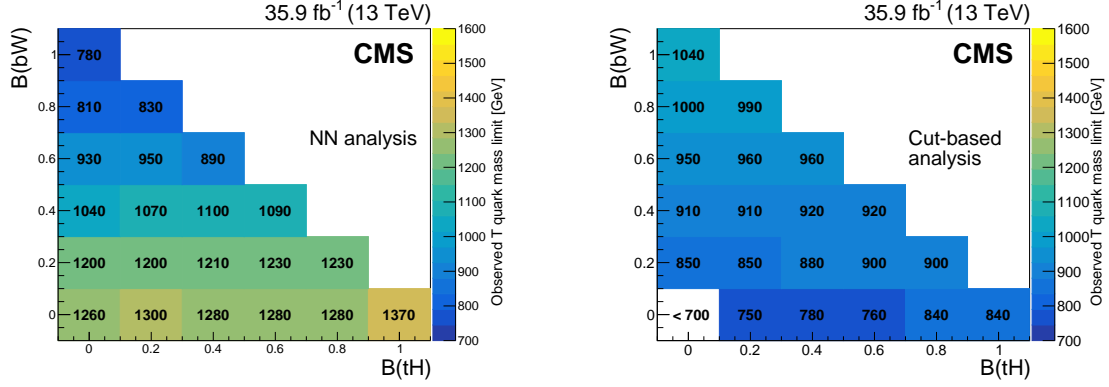 35.9 fb-1 (13 TeV)
B(bW)
1
0.8
0.6
0.4
0.2
0
CMS
NN analysis
780
810 830
930 950 890
1040 1070 1100 1090
1200 1200 1210 1230 1230
1260 1300 1280 1280 1280 1370
0 0.2 0.4 0.6 0.8 1
B(tH)
1600
1500
1400
1300
1200
1100
1000
900
800
700
Observed T quark mass limit [GeV]
35.9 fb-1 (13 TeV)
B(bW)
1
0.8
0.6
0.4
0.2
0
CMS
Cut-based
analysis
1040
1000 990
950 960 960
910 910 920 920
850 850 880 900 900
< 700 750 780 760 840 840
0 0.2 0.4 0.6 0.8 1
B(tH)
1600
1500
1400
1300
1200
1100
1000
900
800
700
Observed T quark mass limit [GeV]